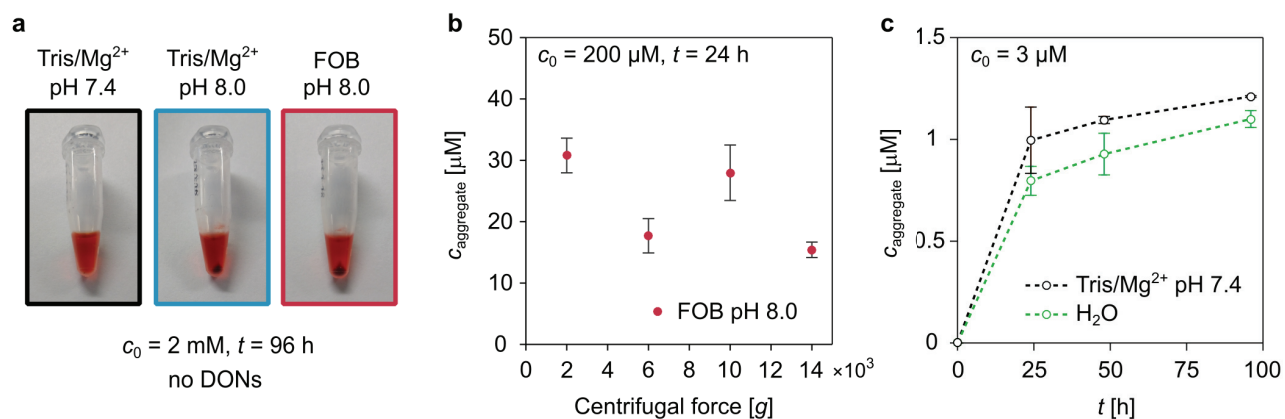 a
Tris/Mg²⁺
pH 7.4
Tris/Mg²⁺
pH 8.0
FOB
pH 8.0
c₀ = 2 mM, t = 96 h
no DONs
b
c₀ = 200 µM, t = 24 h
50
40
30
20
10
0
c_aggregate [µM]
FOB pH 8.0
0 2 4 6 8 10 12 14 ×10³
Centrifugal force [g]
c
c₀ = 3 µM
1.5
1
0.5
0
c_aggregate [µM]
Tris/Mg²⁺ pH 7.4
H₂O
0 25 50 75 100
t [h]